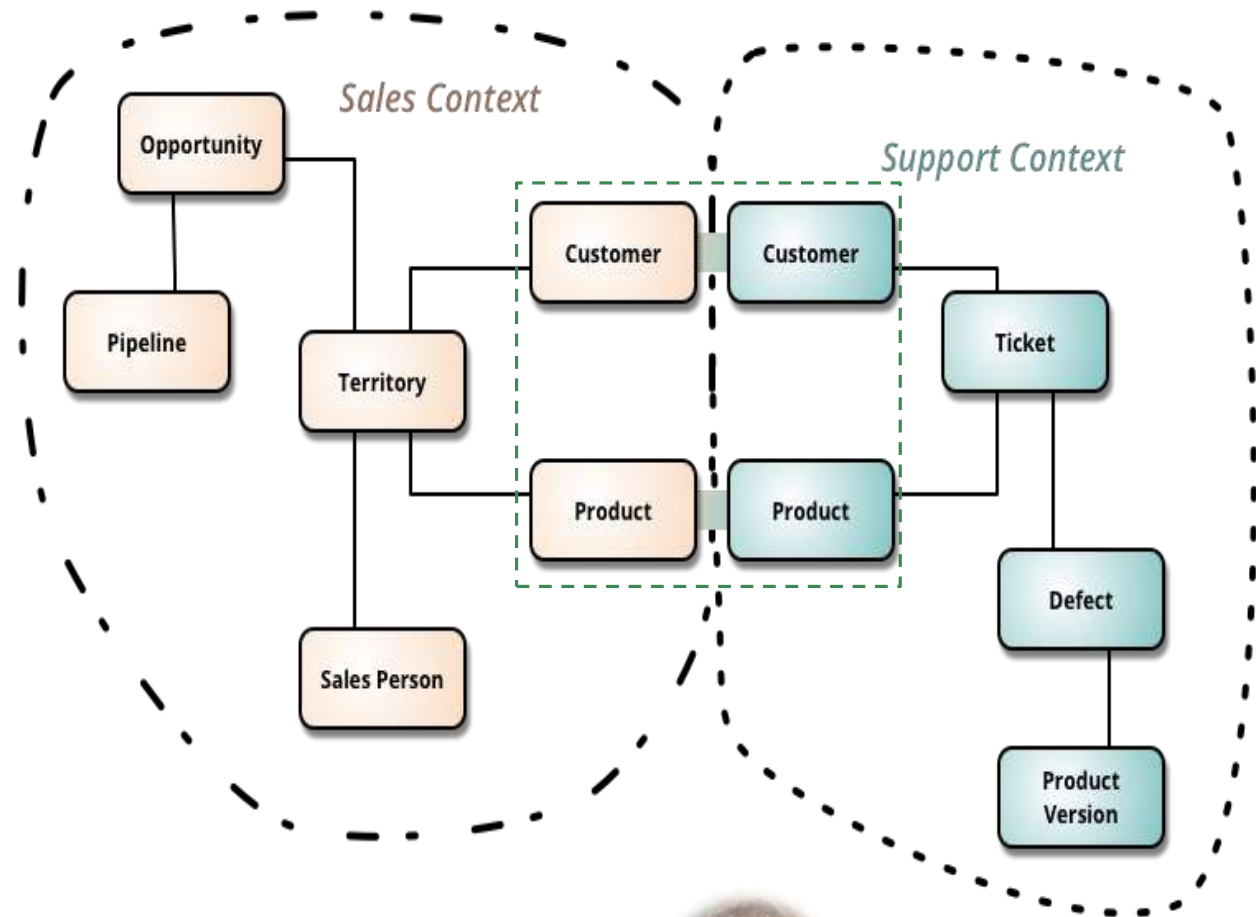 Sales Context
Opportunity
Support Context
Customer
Customer
Pipeline
Ticket
Territory
Product
Product
Defect
Sales Person
Product
Version